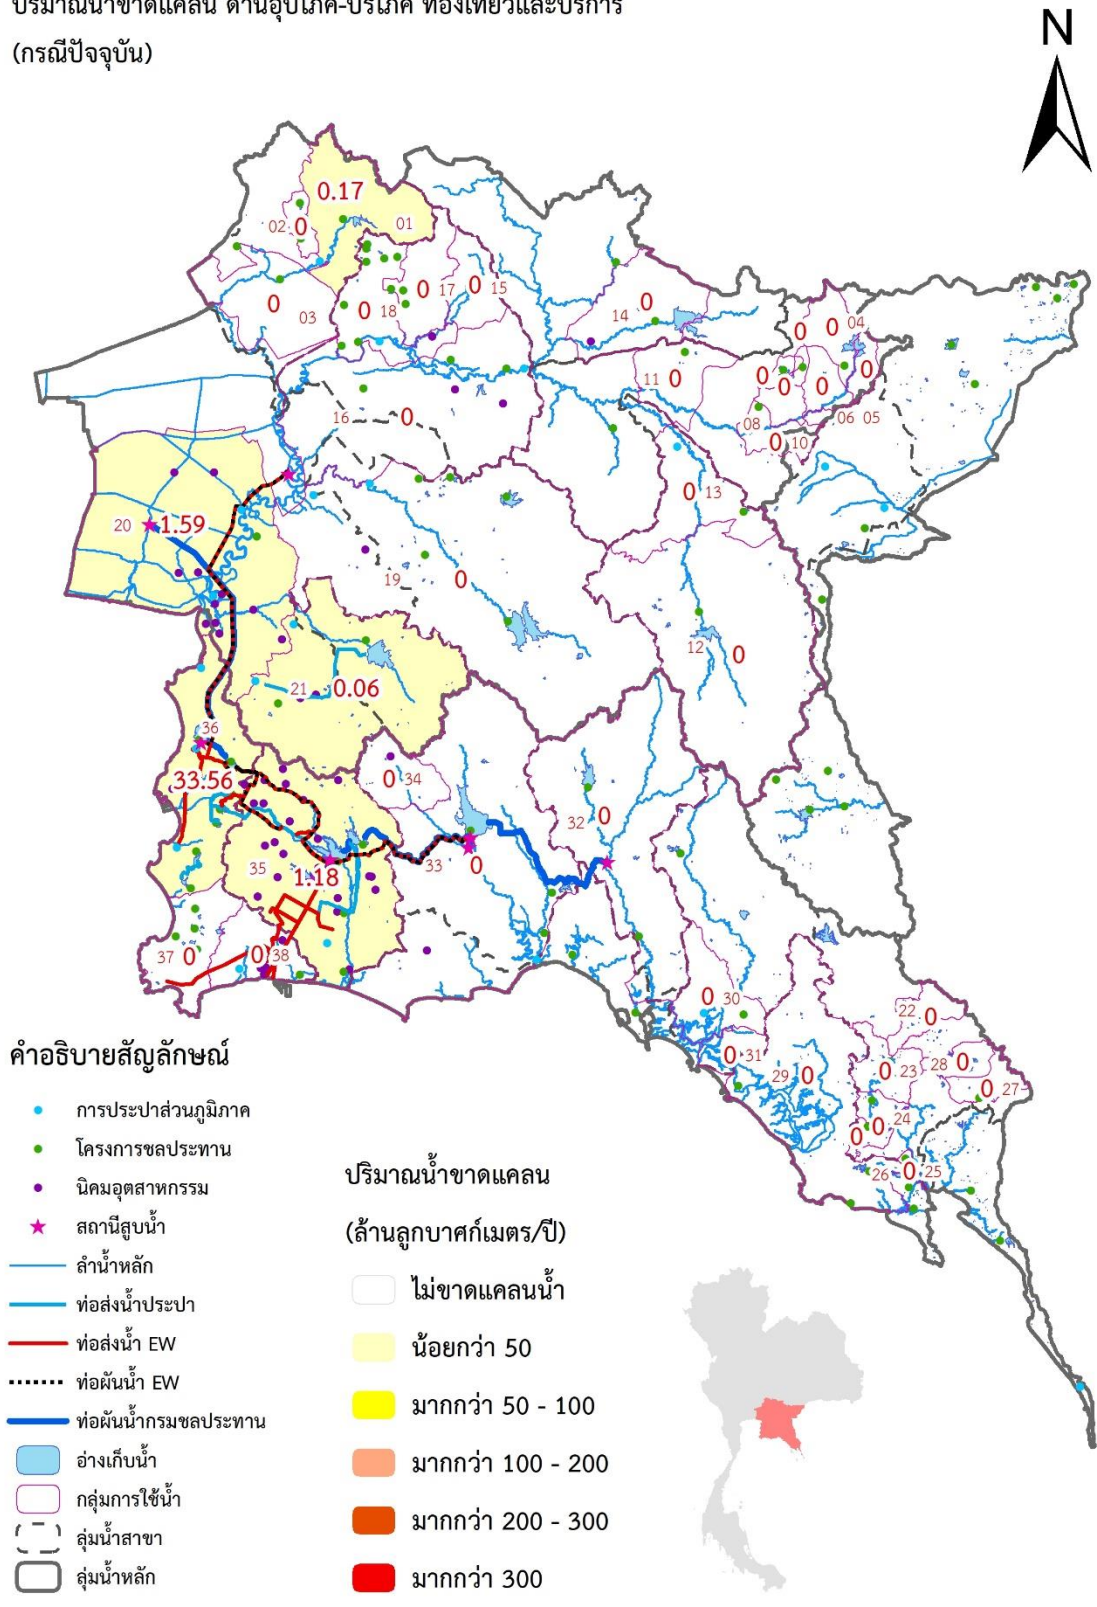 ปริมาณน้ำขาดแคลน ด้านอุปโภค-บริโภค ท่องเที่ยวและบริการ
(กรณีปัจจุบัน)
N
0.17
01
02 0
0 03
0 18
0 17
0 15
0 14
0 0 04
11 0
0 0 0 0
08 06 05
0 10
16 0
0 13
20 1.59
19 0
12 0
21 0.06
36
33.56
0 34
32 0
33 0
35
1.18
37 0
0 38
0 30
0 31
29 0
22 0
0 23 28 0
0 27
24
0 0
26 0 25
คำอธิบายสัญลักษณ์
การประปาส่วนภูมิภาค
โครงการชลประทาน
นิคมอุตสาหกรรม
สถานีสูบน้ำ
ลำน้ำหลัก
ท่อส่งน้ำประปา
ท่อส่งน้ำ EW
ท่อผันน้ำ EW
ท่อผันน้ำกรมชลประทาน
อ่างเก็บน้ำ
กลุ่มการใช้น้ำ
ลุ่มน้ำสาขา
ลุ่มน้ำหลัก
ปริมาณน้ำขาดแคลน
(ล้านลูกบาศก์เมตร/ปี)
ไม่ขาดแคลนน้ำ
น้อยกว่า 50
มากกว่า 50 - 100
มากกว่า 100 - 200
มากกว่า 200 - 300
มากกว่า 300